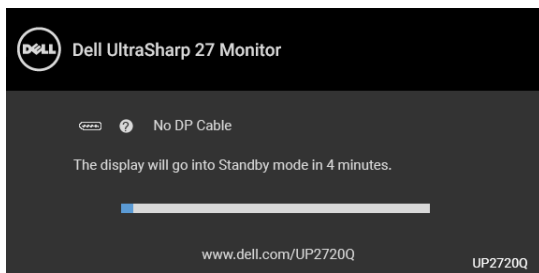 DELL Dell UltraSharp 27 Monitor
? No DP Cable
The display will go into Standby mode in 4 minutes.
www.dell.com/UP2720Q
UP2720Q